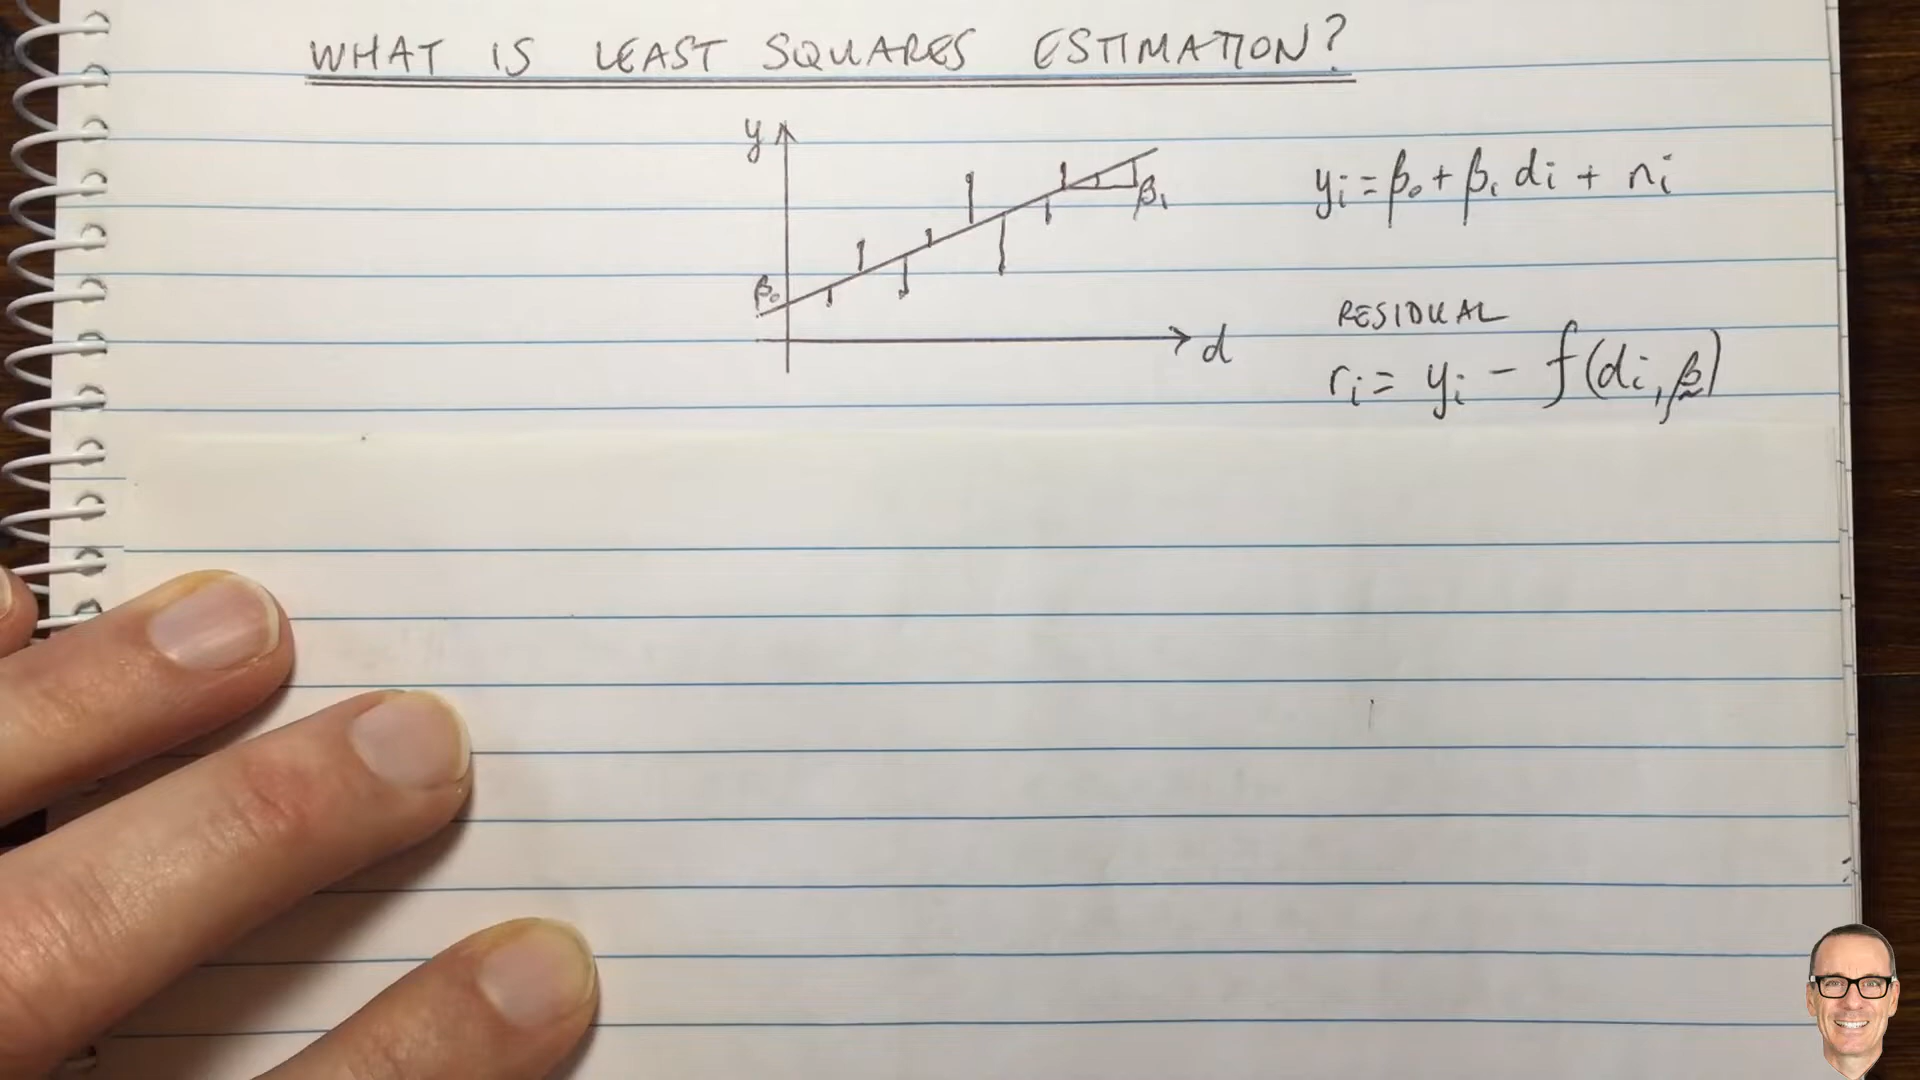 WHAT IS LEAST SQUARES ESTIMATION?
y
yi = β0 + β1 di + ni
β1
β0
RESIDUAL
d
ri = yi - f(di, β)